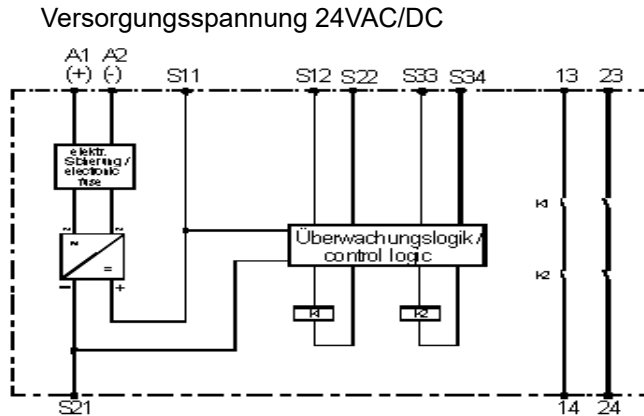 Versorgungsspannung 24VAC/DC
A1 A2
(+) (-) S11 S12 S22 S33 S34 13 23
elektr.
Sicherung /
electronic
fuse
~ ~
~
=
K1
Überwachungslogik /
control logic
K2
− +
K1 K2
S21 14 24